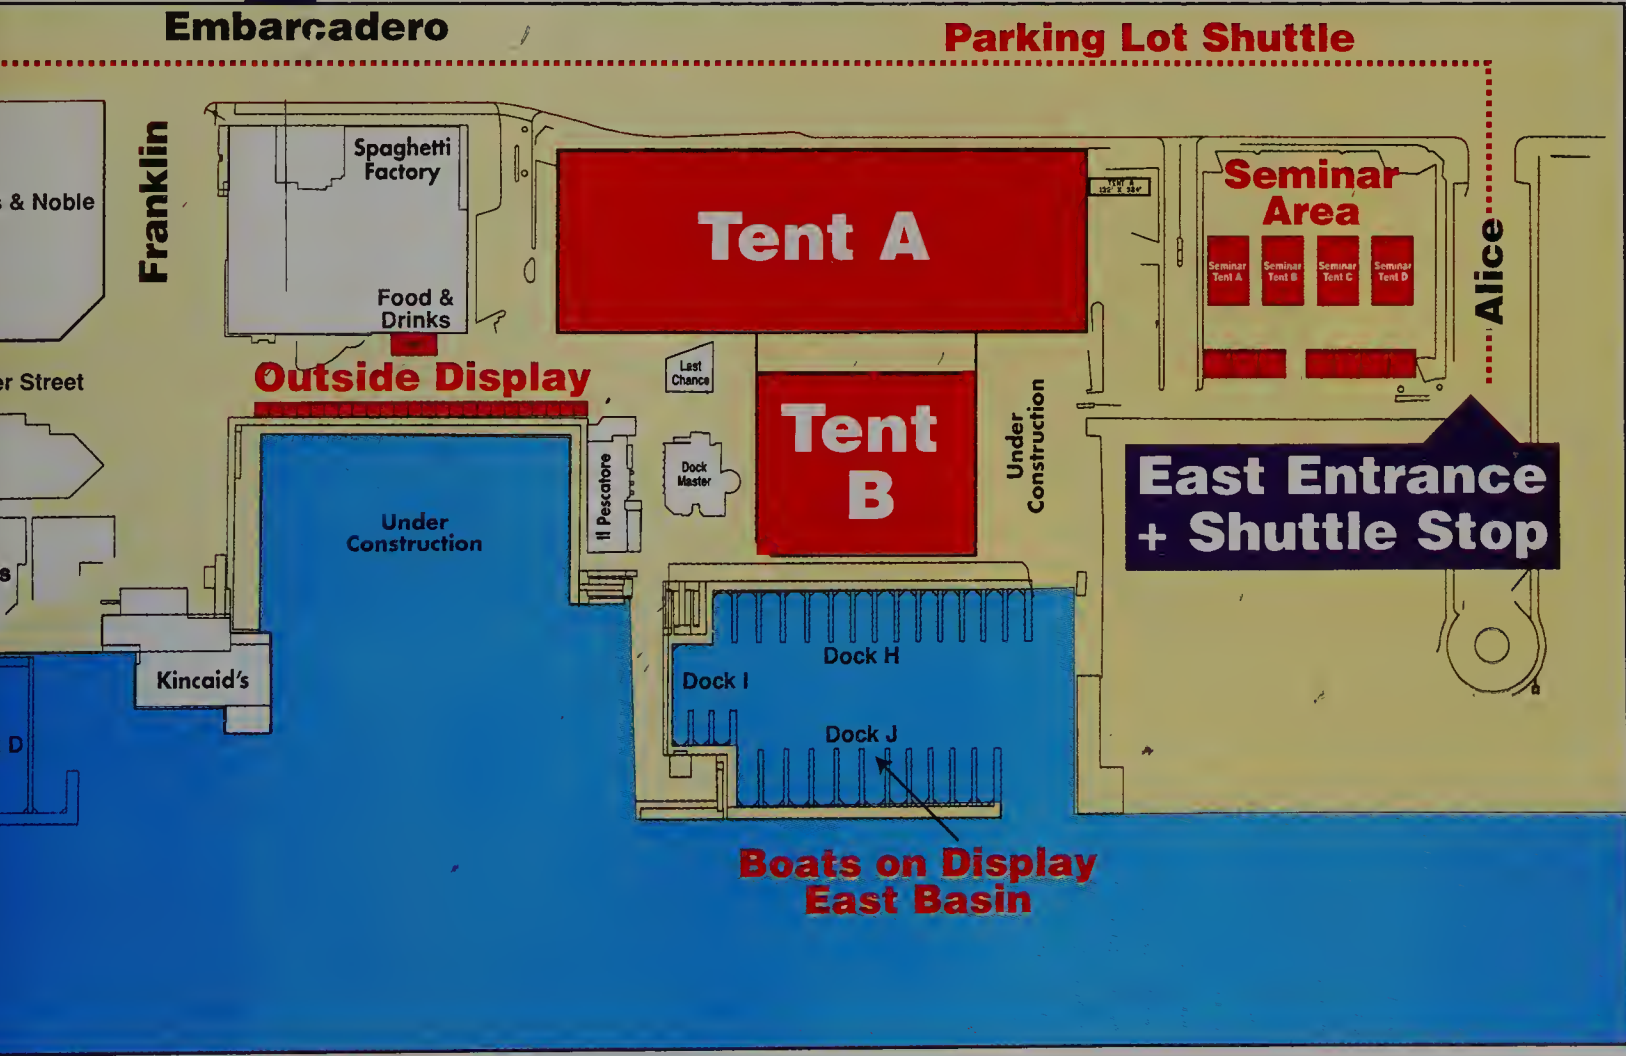 Embarcadero
Parking Lot Shuttle
Franklin
Spaghetti
Factory
& Noble
Tent A
TENT A
Seminar
Area
Seminar
Tent A
Seminar
Tent B
Seminar
Tent C
Seminar
Tent D
Alice
Food &
Drinks
Outside Display
Last
Chance
er Street
Tent
B
Under
Construction
East Entrance
+ Shuttle Stop
Dock
Master
Il Pescatore
Under
Construction
s
Kincaid's
Dock H
Dock I
Dock J
D
Boats on Display
East Basin